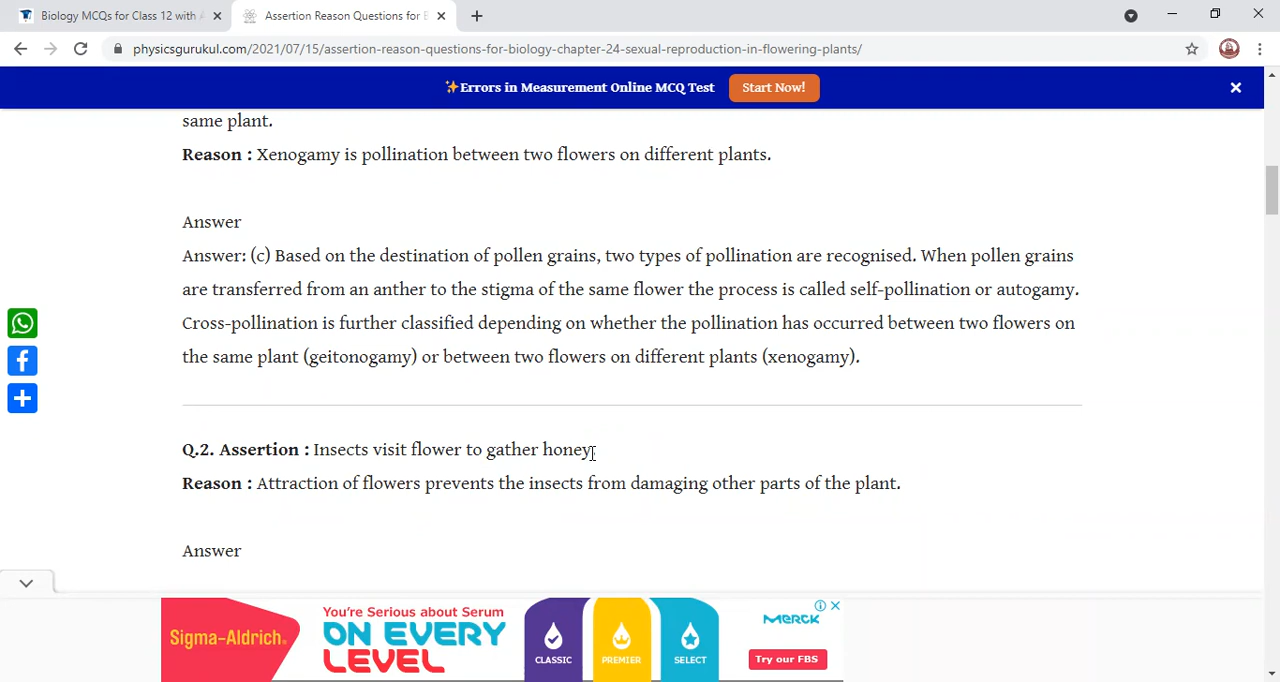 Biology MCQs for Class 12 with A
Assertion Reason Questions for B
physicsgurukul.com/2021/07/15/assertion-reason-questions-for-biology-chapter-24-sexual-reproduction-in-flowering-plants/
✨Errors in Measurement Online MCQ Test Start Now!
same plant.
Reason : Xenogamy is pollination between two flowers on different plants.
Answer
Answer: (c) Based on the destination of pollen grains, two types of pollination are recognised. When pollen grains
are transferred from an anther to the stigma of the same flower the process is called self-pollination or autogamy.
Cross-pollination is further classified depending on whether the pollination has occurred between two flowers on
the same plant (geitonogamy) or between two flowers on different plants (xenogamy).
Q.2. Assertion : Insects visit flower to gather honey.
Reason : Attraction of flowers prevents the insects from damaging other parts of the plant.
Answer
Sigma-Aldrich.
You're Serious about Serum
ON EVERY
LEVEL
CLASSIC
PREMIER
SELECT
MERCK
Try our FBS